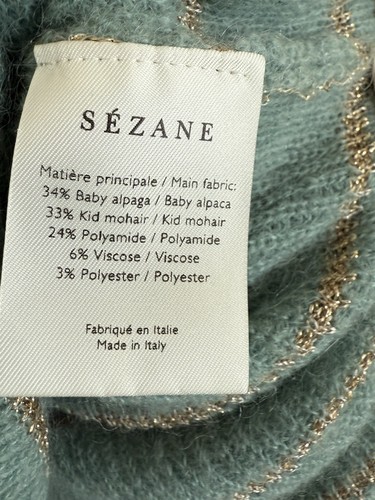 SÉZANE
Matière principale / Main fabric:
34% Baby alpaga / Baby alpaca
33% Kid mohair / Kid mohair
24% Polyamide / Polyamide
6% Viscose / Viscose
3% Polyester / Polyester
Fabriqué en Italie
Made in Italy